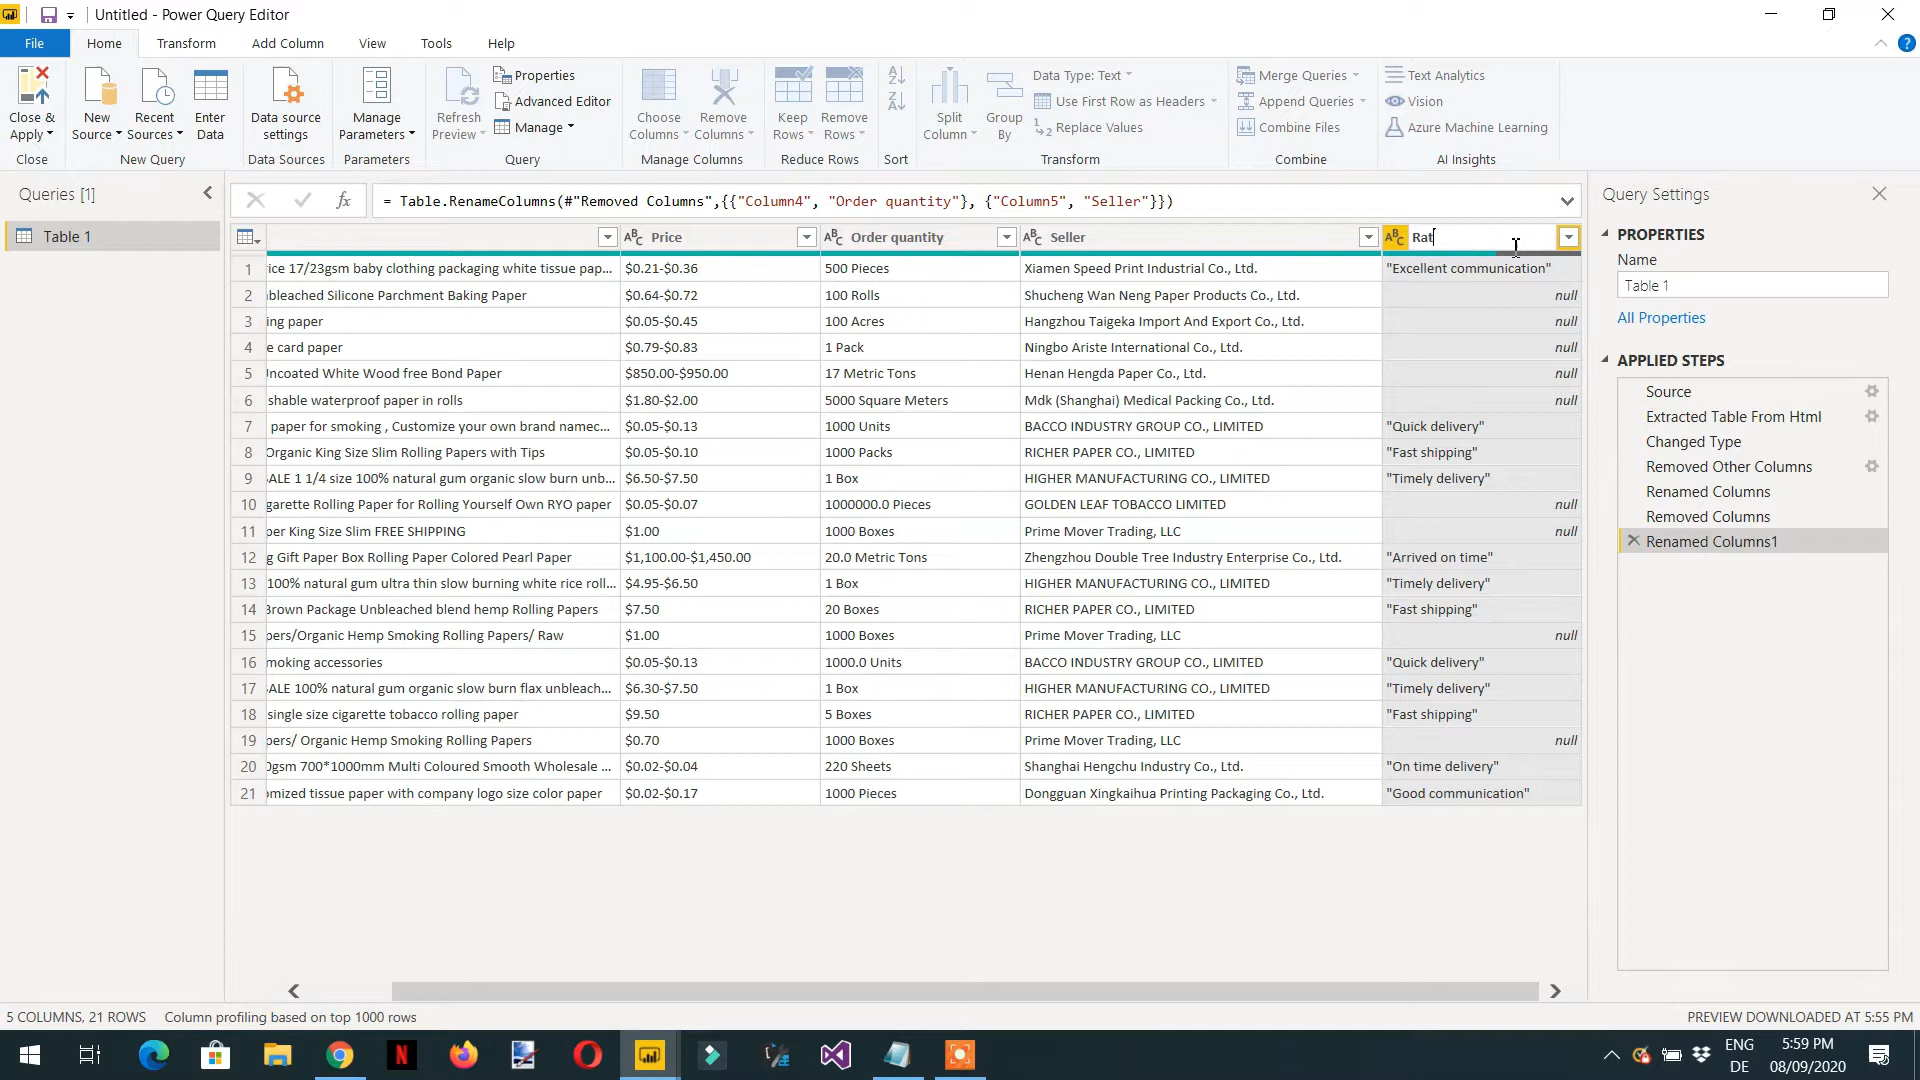 Untitled - Power Query Editor
File Home Transform Add Column View Tools Help
Close & Apply
Close
New Source
Recent Sources
Enter Data
New Query
Data source settings
Data Sources
Manage Parameters
Parameters
Refresh Preview
Properties
Advanced Editor
Manage
Query
Choose Columns
Remove Columns
Manage Columns
Keep Rows
Remove Rows
Reduce Rows
Sort
Split Column
Group By
Data Type: Text
Use First Row as Headers
Replace Values
Transform
Merge Queries
Append Queries
Combine Files
Combine
Text Analytics
Vision
Azure Machine Learning
AI Insights
Queries [1]
Table 1
fx = Table.RenameColumns(#"Removed Columns",{{"Column4", "Order quantity"}, {"Column5", "Seller"}})
Price Order quantity Seller Rat
1 rice 17/23gsm baby clothing packaging white tissue pap... $0.21-$0.36 500 Pieces Xiamen Speed Print Industrial Co., Ltd. "Excellent communication"
2 bleached Silicone Parchment Baking Paper $0.64-$0.72 100 Rolls Shucheng Wan Neng Paper Products Co., Ltd. null
3 ing paper $0.05-$0.45 100 Acres Hangzhou Taigeka Import And Export Co., Ltd. null
4 e card paper $0.79-$0.83 1 Pack Ningbo Ariste International Co., Ltd. null
5 Uncoated White Wood free Bond Paper $850.00-$950.00 17 Metric Tons Henan Hengda Paper Co., Ltd. null
6 shable waterproof paper in rolls $1.80-$2.00 5000 Square Meters Mdk (Shanghai) Medical Packing Co., Ltd. null
7 paper for smoking , Customize your own brand namec... $0.05-$0.13 1000 Units BACCO INDUSTRY GROUP CO., LIMITED "Quick delivery"
8 Organic King Size Slim Rolling Papers with Tips $0.05-$0.10 1000 Packs RICHER PAPER CO., LIMITED "Fast shipping"
9 ALE 1 1/4 size 100% natural gum organic slow burn unb... $6.50-$7.50 1 Box HIGHER MANUFACTURING CO., LIMITED "Timely delivery"
10 garette Rolling Paper for Rolling Yourself Own RYO paper $0.05-$0.07 1000000.0 Pieces GOLDEN LEAF TOBACCO LIMITED null
11 per King Size Slim FREE SHIPPING $1.00 1000 Boxes Prime Mover Trading, LLC null
12 g Gift Paper Box Rolling Paper Colored Pearl Paper $1,100.00-$1,450.00 20.0 Metric Tons Zhengzhou Double Tree Industry Enterprise Co., Ltd. "Arrived on time"
13 100% natural gum ultra thin slow burning white rice roll... $4.95-$6.50 1 Box HIGHER MANUFACTURING CO., LIMITED "Timely delivery"
14 Brown Package Unbleached blend hemp Rolling Papers $7.50 20 Boxes RICHER PAPER CO., LIMITED "Fast shipping"
15 pers/Organic Hemp Smoking Rolling Papers/ Raw $1.00 1000 Boxes Prime Mover Trading, LLC null
16 moking accessories $0.05-$0.13 1000.0 Units BACCO INDUSTRY GROUP CO., LIMITED "Quick delivery"
17 ALE 100% natural gum organic slow burn flax unbleach... $6.30-$7.50 1 Box HIGHER MANUFACTURING CO., LIMITED "Timely delivery"
18 single size cigarette tobacco rolling paper $9.50 5 Boxes RICHER PAPER CO., LIMITED "Fast shipping"
19 pers/ Organic Hemp Smoking Rolling Papers $0.70 1000 Boxes Prime Mover Trading, LLC null
20 0gsm 700*1000mm Multi Coloured Smooth Wholesale ... $0.02-$0.04 220 Sheets Shanghai Hengchu Industry Co., Ltd. "On time delivery"
21 omized tissue paper with company logo size color paper $0.02-$0.17 1000 Pieces Dongguan Xingkaihua Printing Packaging Co., Ltd. "Good communication"
Query Settings
PROPERTIES
Name
Table 1
All Properties
APPLIED STEPS
Source
Extracted Table From Html
Changed Type
Removed Other Columns
Renamed Columns
Removed Columns
Renamed Columns1
5 COLUMNS, 21 ROWS Column profiling based on top 1000 rows
PREVIEW DOWNLOADED AT 5:55 PM
ENG
DE
5:59 PM
08/09/2020